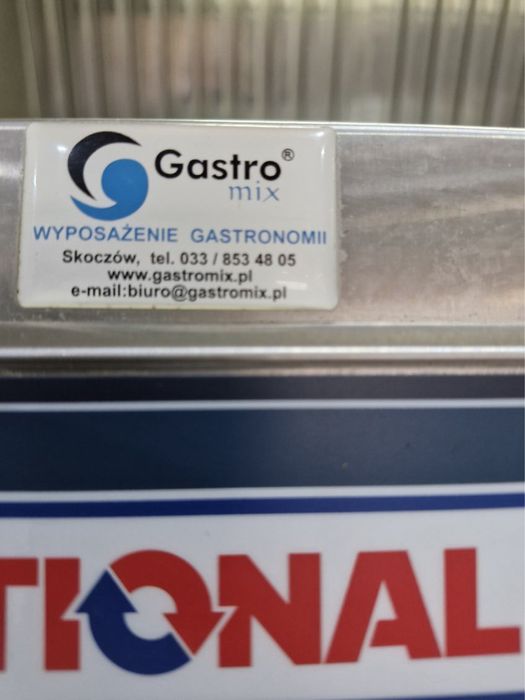 Gastro®
mix
WYPOSAŻENIE GASTRONOMII
Skoczów, tel. 033 / 853 48 05
www.gastromix.pl
e-mail:biuro@gastromix.pl
TIONAL